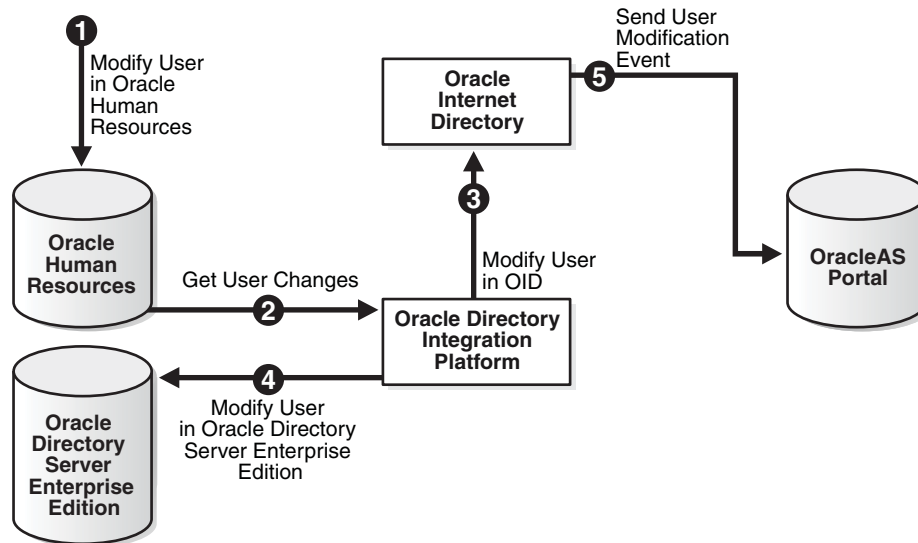 1
Modify User
in Oracle
Human
Resources
Oracle
Human
Resources
Get User Changes
2
Oracle Directory
Integration
Platform
3
Modify User
in OID
Oracle
Internet
Directory
4
Modify User
in Oracle Directory
Server Enterprise
Edition
Oracle
Directory
Server
Enterprise
Edition
Send User
Modification
Event
5
OracleAS
Portal